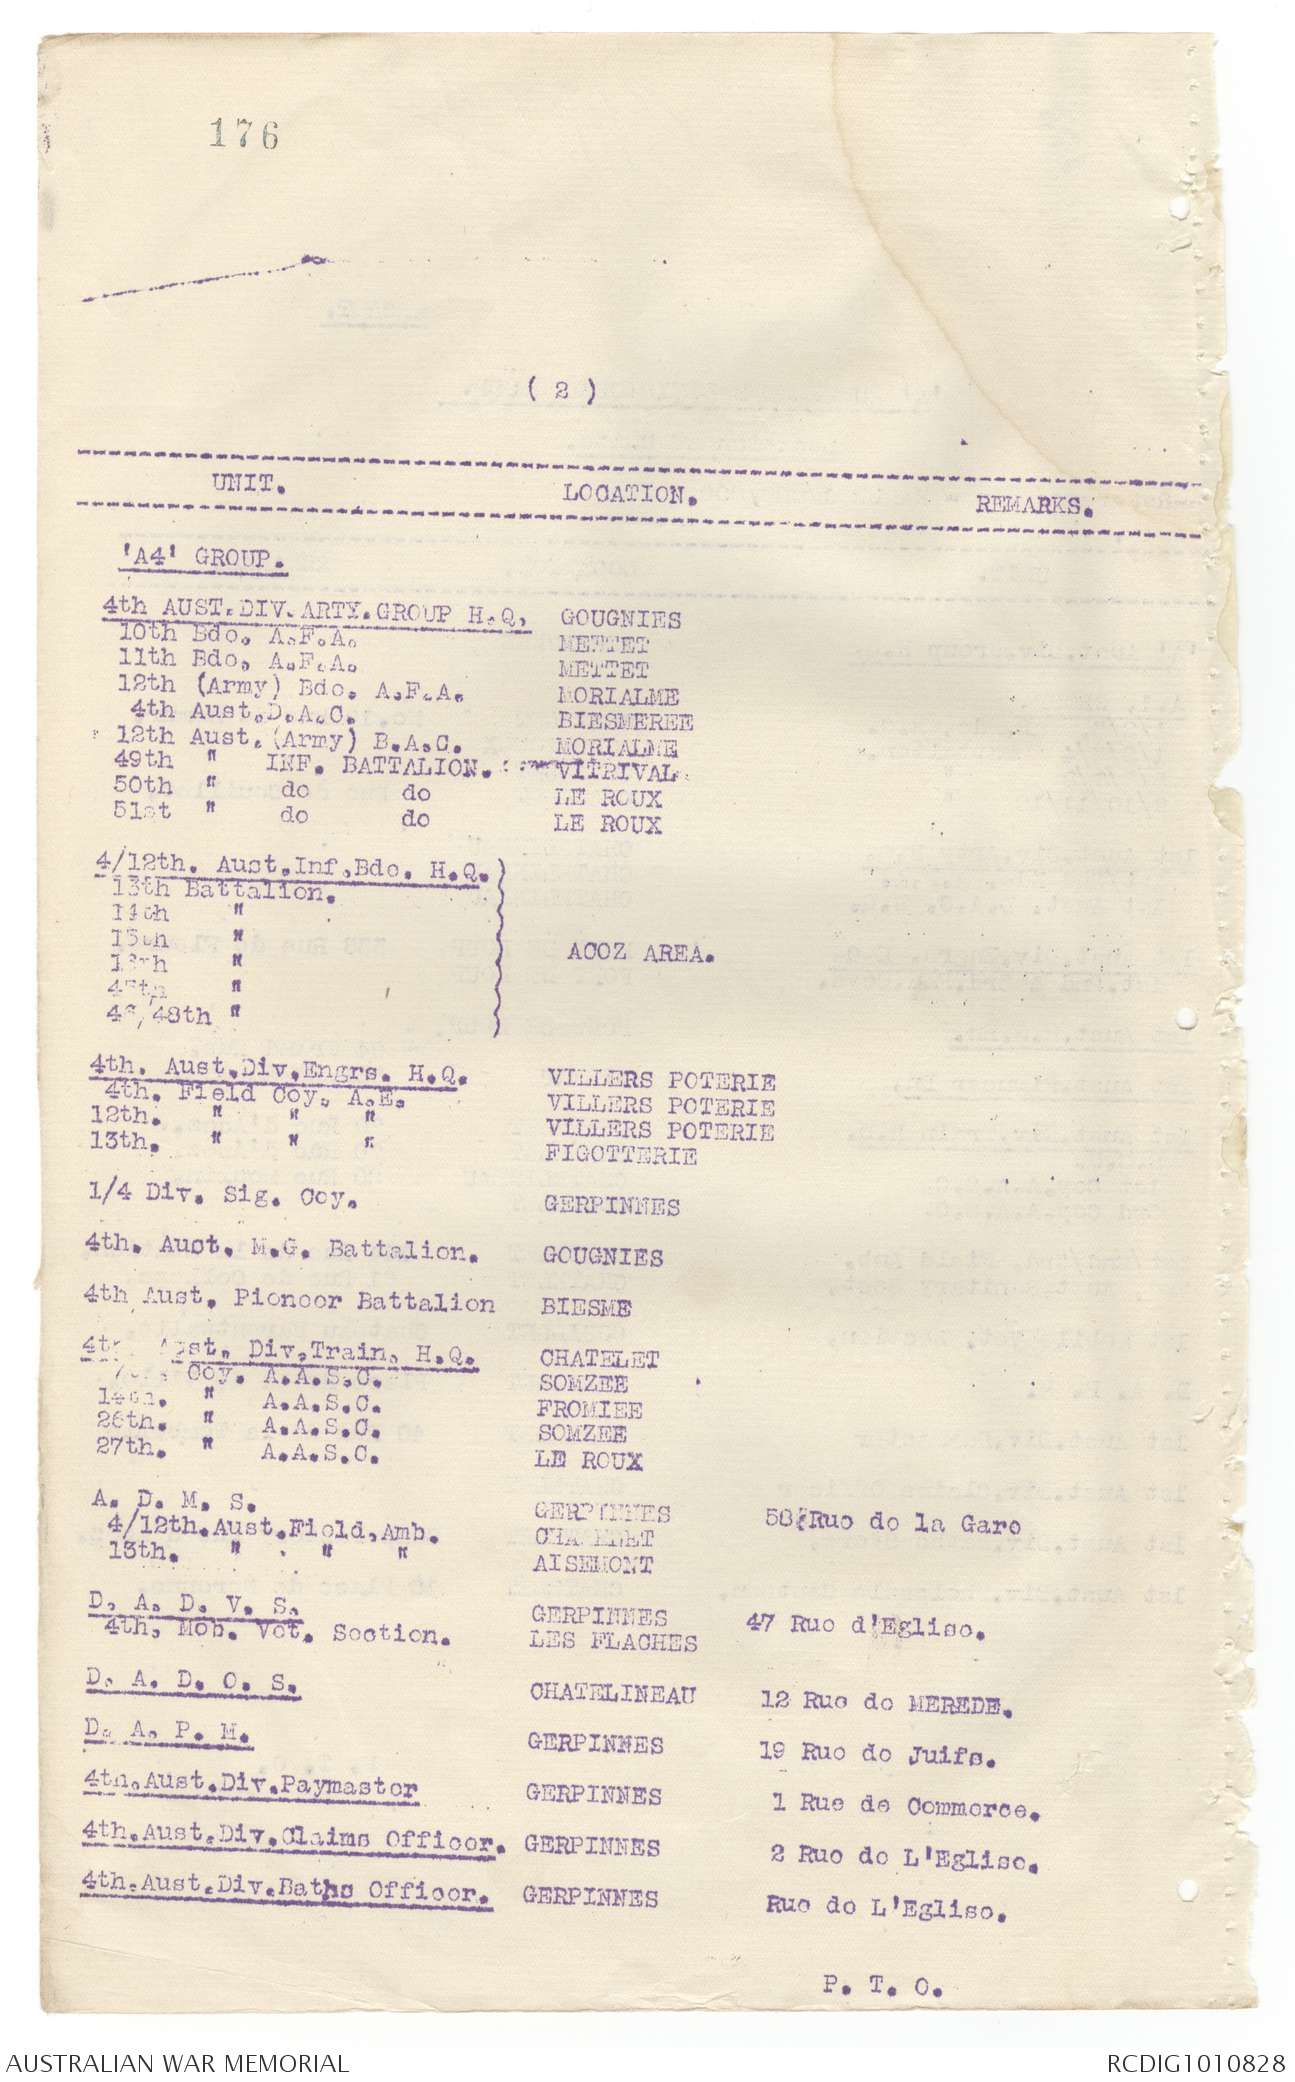 176
( 2 )
UNIT. LOCATION. REMARKS.
'A4' GROUP.
4th AUST.DIV.ARTY.GROUP H.Q. GOUGNIES
10th Bde. A.F.A. METTET
11th Bde. A.F.A. METTET
12th (Army) Bde. A.F.A. MORIALME
4th Aust.D.A.C. BIESMEREE
12th Aust.(Army) B.A.C. MORIALME
49th " INF. BATTALION. VITRIVAL
50th " do do LE ROUX
51st " do do LE ROUX
4/12th. Aust.Inf.Bde. H.Q.
13th Battalion.
14th "
15th "
16th " ACOZ AREA.
45th "
46/48th "
4th. Aust.Div.Engrs. H.Q. VILLERS POTERIE
4th. Field Coy. A.E. VILLERS POTERIE
12th. " " " VILLERS POTERIE
13th. " " " FIGOTTERIE
1/4 Div. Sig. Coy. GERPINNES
4th. Aust. M.G. Battalion. GOUGNIES
4th Aust. Pioneer Battalion BIESME
4th. Aust. Div.Train. H.Q. CHATELET
Coy. A.A.S.C. SOMZEE
14th. " A.A.S.C. FROMIEE
26th. " A.A.S.C. SOMZEE
27th. " A.A.S.C. LE ROUX
A. D. M. S. GERPINNES 58 Rue de la Gare
4/12th.Aust.Field.Amb. CHATELET
13th. " " " AISEMONT
D. A. D. V. S. GERPINNES 47 Rue d'Eglise.
4th. Mob. Vet. Section. LES FLACHES
D. A. D. O. S. CHATELINEAU 12 Rue de MEREDE.
D. A. P. M. GERPINNES 19 Rue de Juifs.
4th.Aust.Div.Paymaster GERPINNES 1 Rue de Commerce.
4th.Aust.Div.Claims Officer. GERPINNES 2 Rue de L'Eglise.
4th.Aust.Div.Baths Officer. GERPINNES Rue de L'Eglise.
P. T. O.
AUSTRALIAN WAR MEMORIAL RCDIG1010828